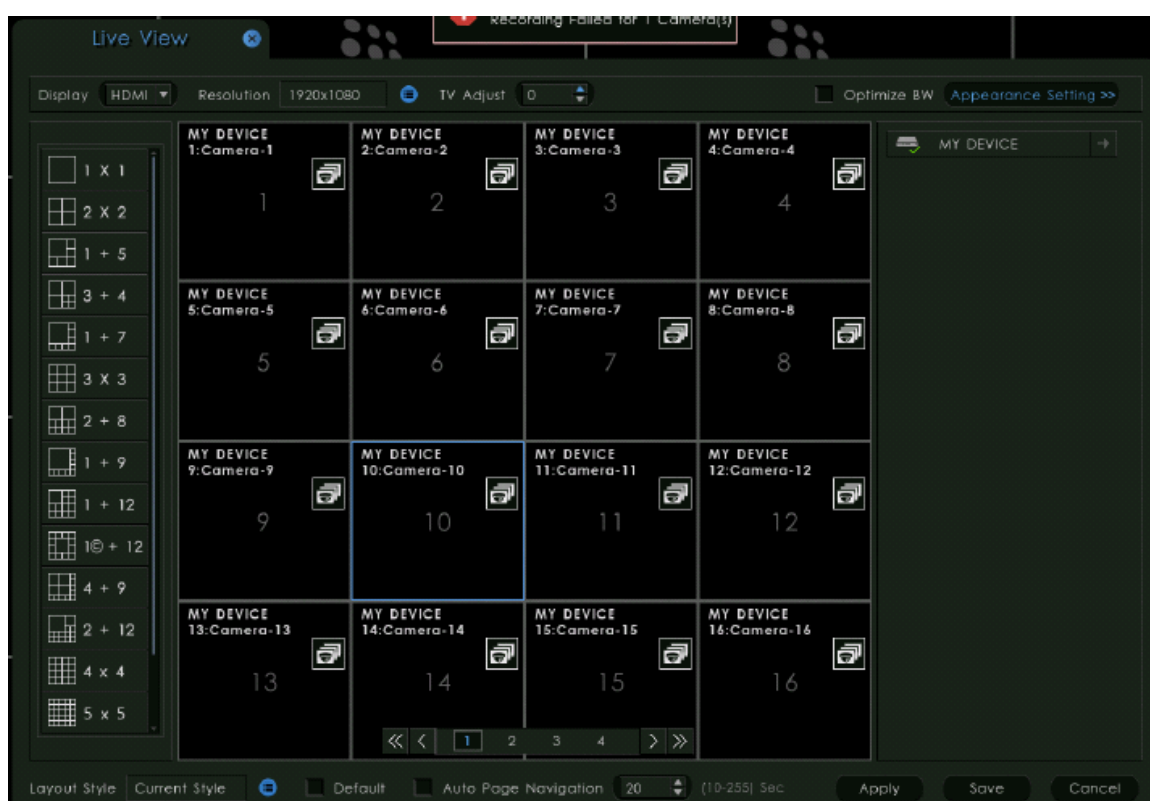 Recording Failed for 1 Camera(s)
Live View
Display HDMI Resolution 1920x1080 TV Adjust 0 Optimize BW Appearance Setting >>
MY DEVICE MY DEVICE MY DEVICE MY DEVICE
1:Camera-1 2:Camera-2 3:Camera-3 4:Camera-4
1 2 3 4
MY DEVICE
1 X 1
2 X 2
1 + 5
3 + 4
1 + 7
3 X 3
2 + 8
1 + 9
1 + 12
1© + 12
4 + 9
2 + 12
4 x 4
5 x 5
MY DEVICE MY DEVICE MY DEVICE MY DEVICE
5:Camera-5 6:Camera-6 7:Camera-7 8:Camera-8
5 6 7 8
MY DEVICE MY DEVICE MY DEVICE MY DEVICE
9:Camera-9 10:Camera-10 11:Camera-11 12:Camera-12
9 10 11 12
MY DEVICE MY DEVICE MY DEVICE MY DEVICE
13:Camera-13 14:Camera-14 15:Camera-15 16:Camera-16
13 14 15 16
1 2 3 4
Layout Style Current Style Default Auto Page Navigation 20 (10-255) Sec Apply Save Cancel